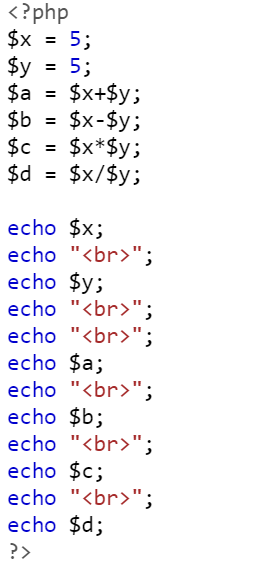 <?php
$x = 5;
$y = 5;
$a = $x+$y;
$b = $x-$y;
$c = $x*$y;
$d = $x/$y;

echo $x;
echo "<br>";
echo $y;
echo "<br>";
echo "<br>";
echo $a;
echo "<br>";
echo $b;
echo "<br>";
echo $c;
echo "<br>";
echo $d;
?>